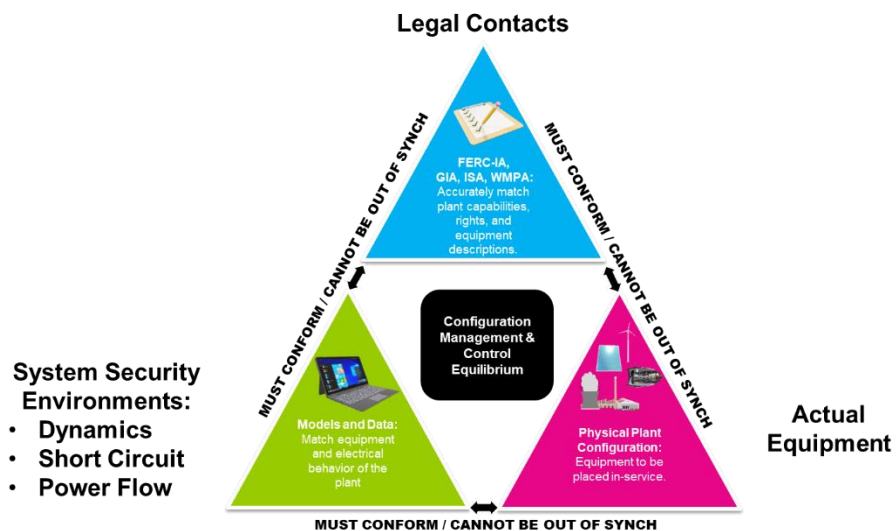 Legal Contacts
MUST CONFORM / CANNOT BE OUT OF SYNCH
MUST CONFORM / CANNOT BE OUT OF SYNCH
FERC-IA,
GIA, ISA, WMPA:
Accurately match
plant capabilities,
rights, and
equipment
descriptions.
Configuration
Management &
Control
Equilibrium
System Security
Environments:
• Dynamics
• Short Circuit
• Power Flow
Models and Data:
Match equipment
and electrical
behavior of the
plant
Physical Plant
Configuration:
Equipment to be
placed in-service.
Actual
Equipment
MUST CONFORM / CANNOT BE OUT OF SYNCH